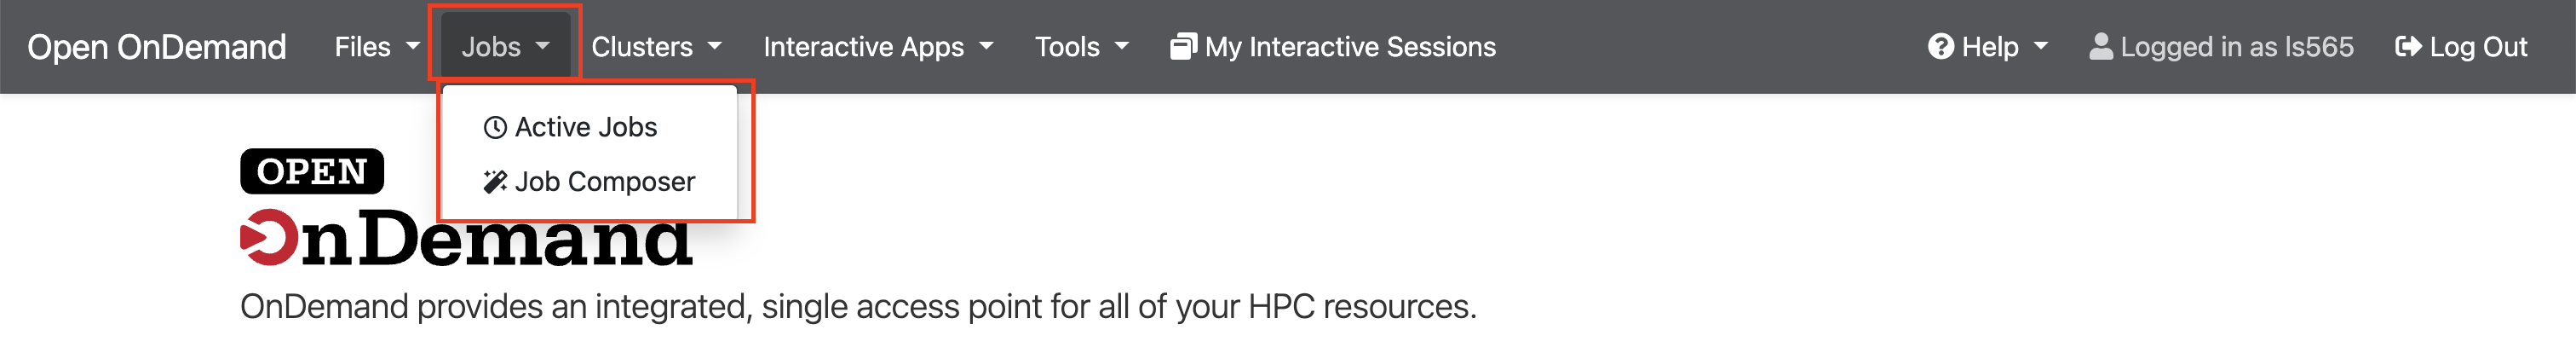 Open OnDemand Files Jobs Clusters Interactive Apps Tools My Interactive Sessions Help Logged in as ls565 Log Out
Active Jobs
Job Composer
OPEN
OnDemand
OnDemand provides an integrated, single access point for all of your HPC resources.